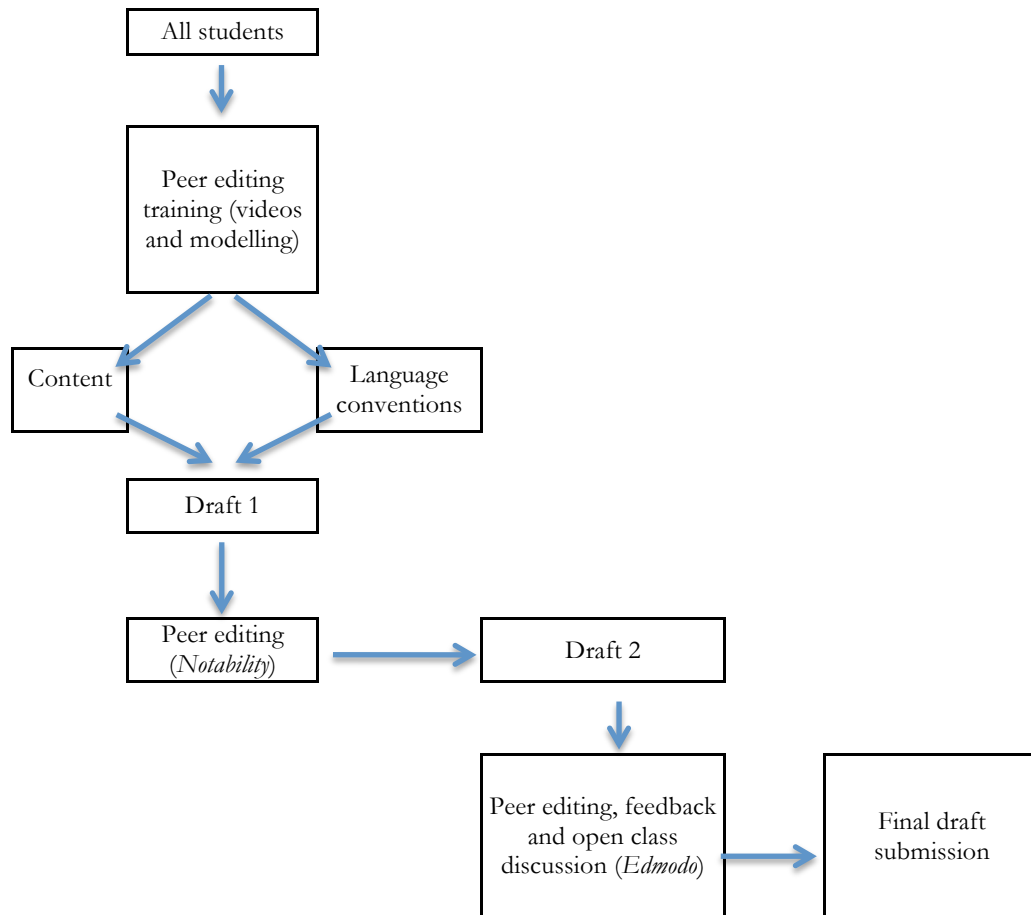 All students
Peer editing
training (videos
and modelling)
Content
Language
conventions
Draft 1
Peer editing
(Notability)
Draft 2
Peer editing, feedback
and open class
discussion (Edmodo)
Final draft
submission